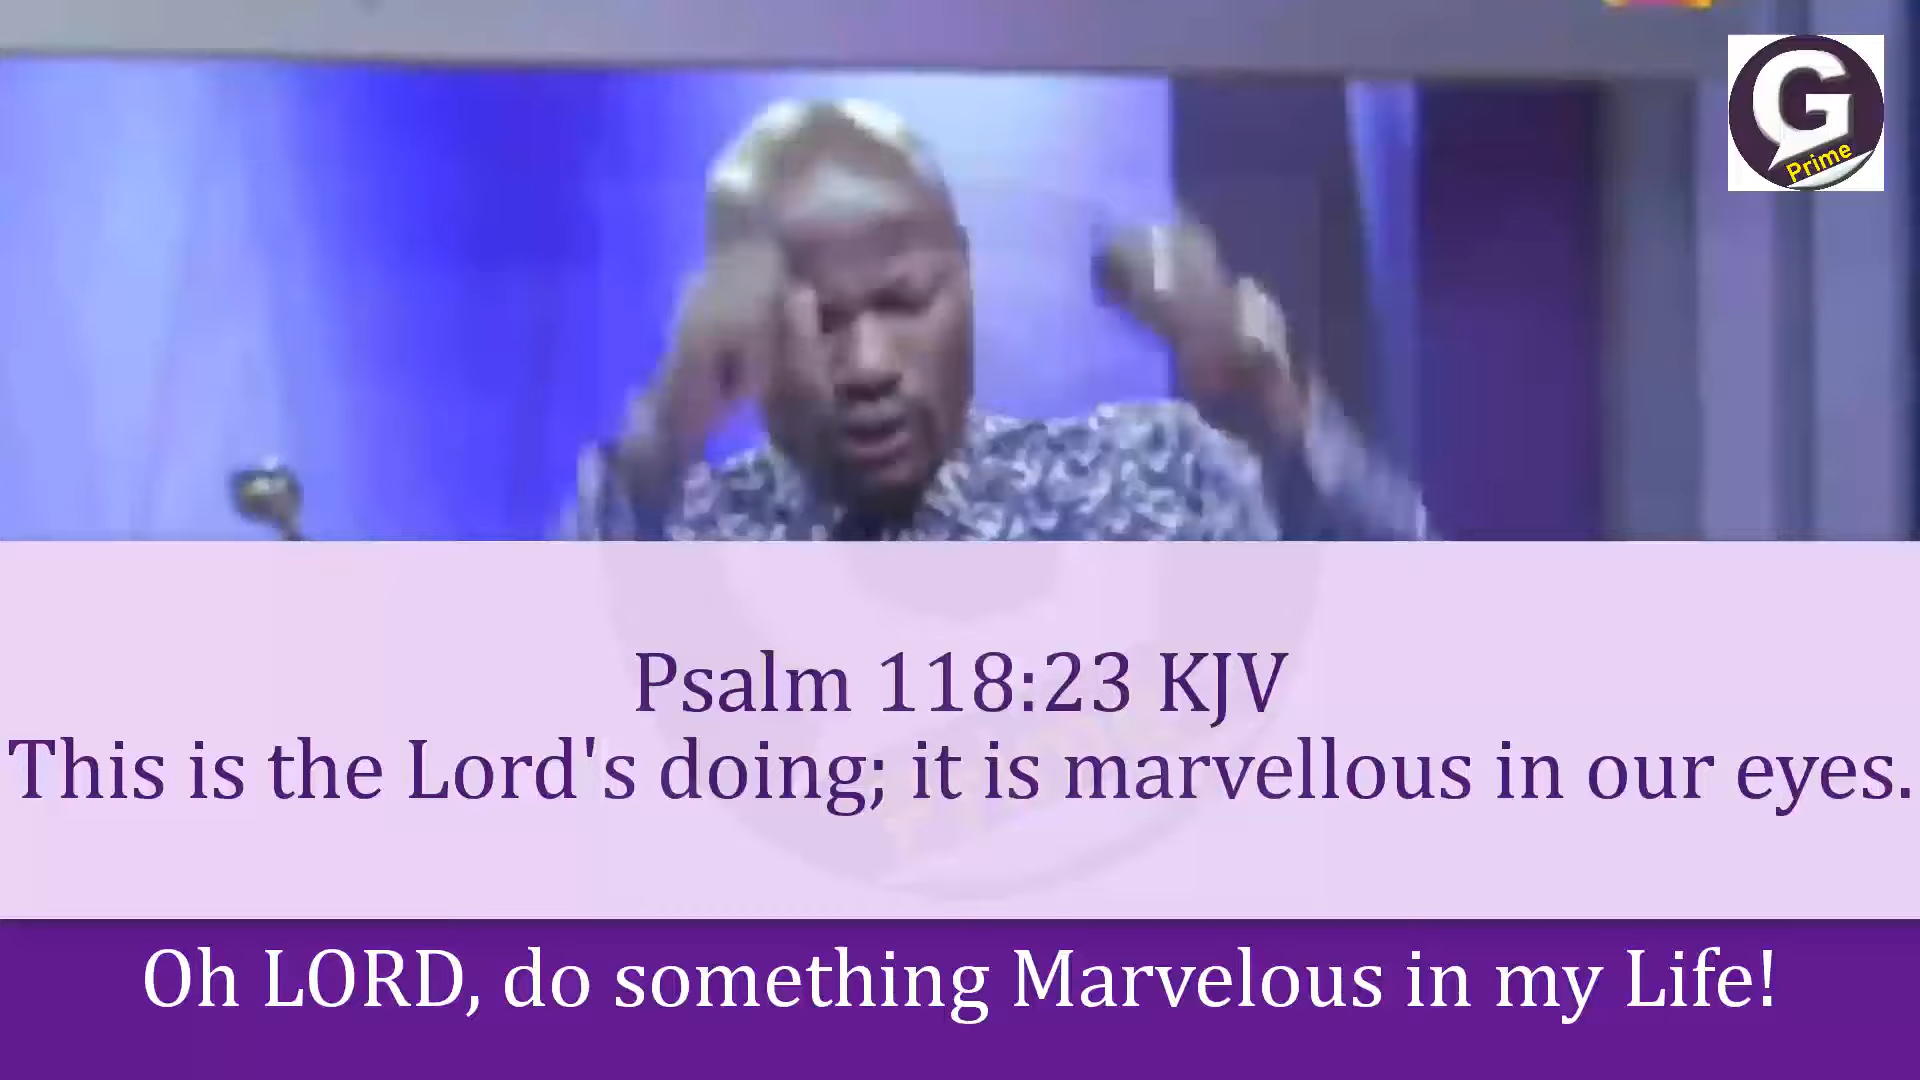 G
Prime
Psalm 118:23 KJV
This is the Lord's doing; it is marvellous in our eyes.
Oh LORD, do something Marvelous in my Life!